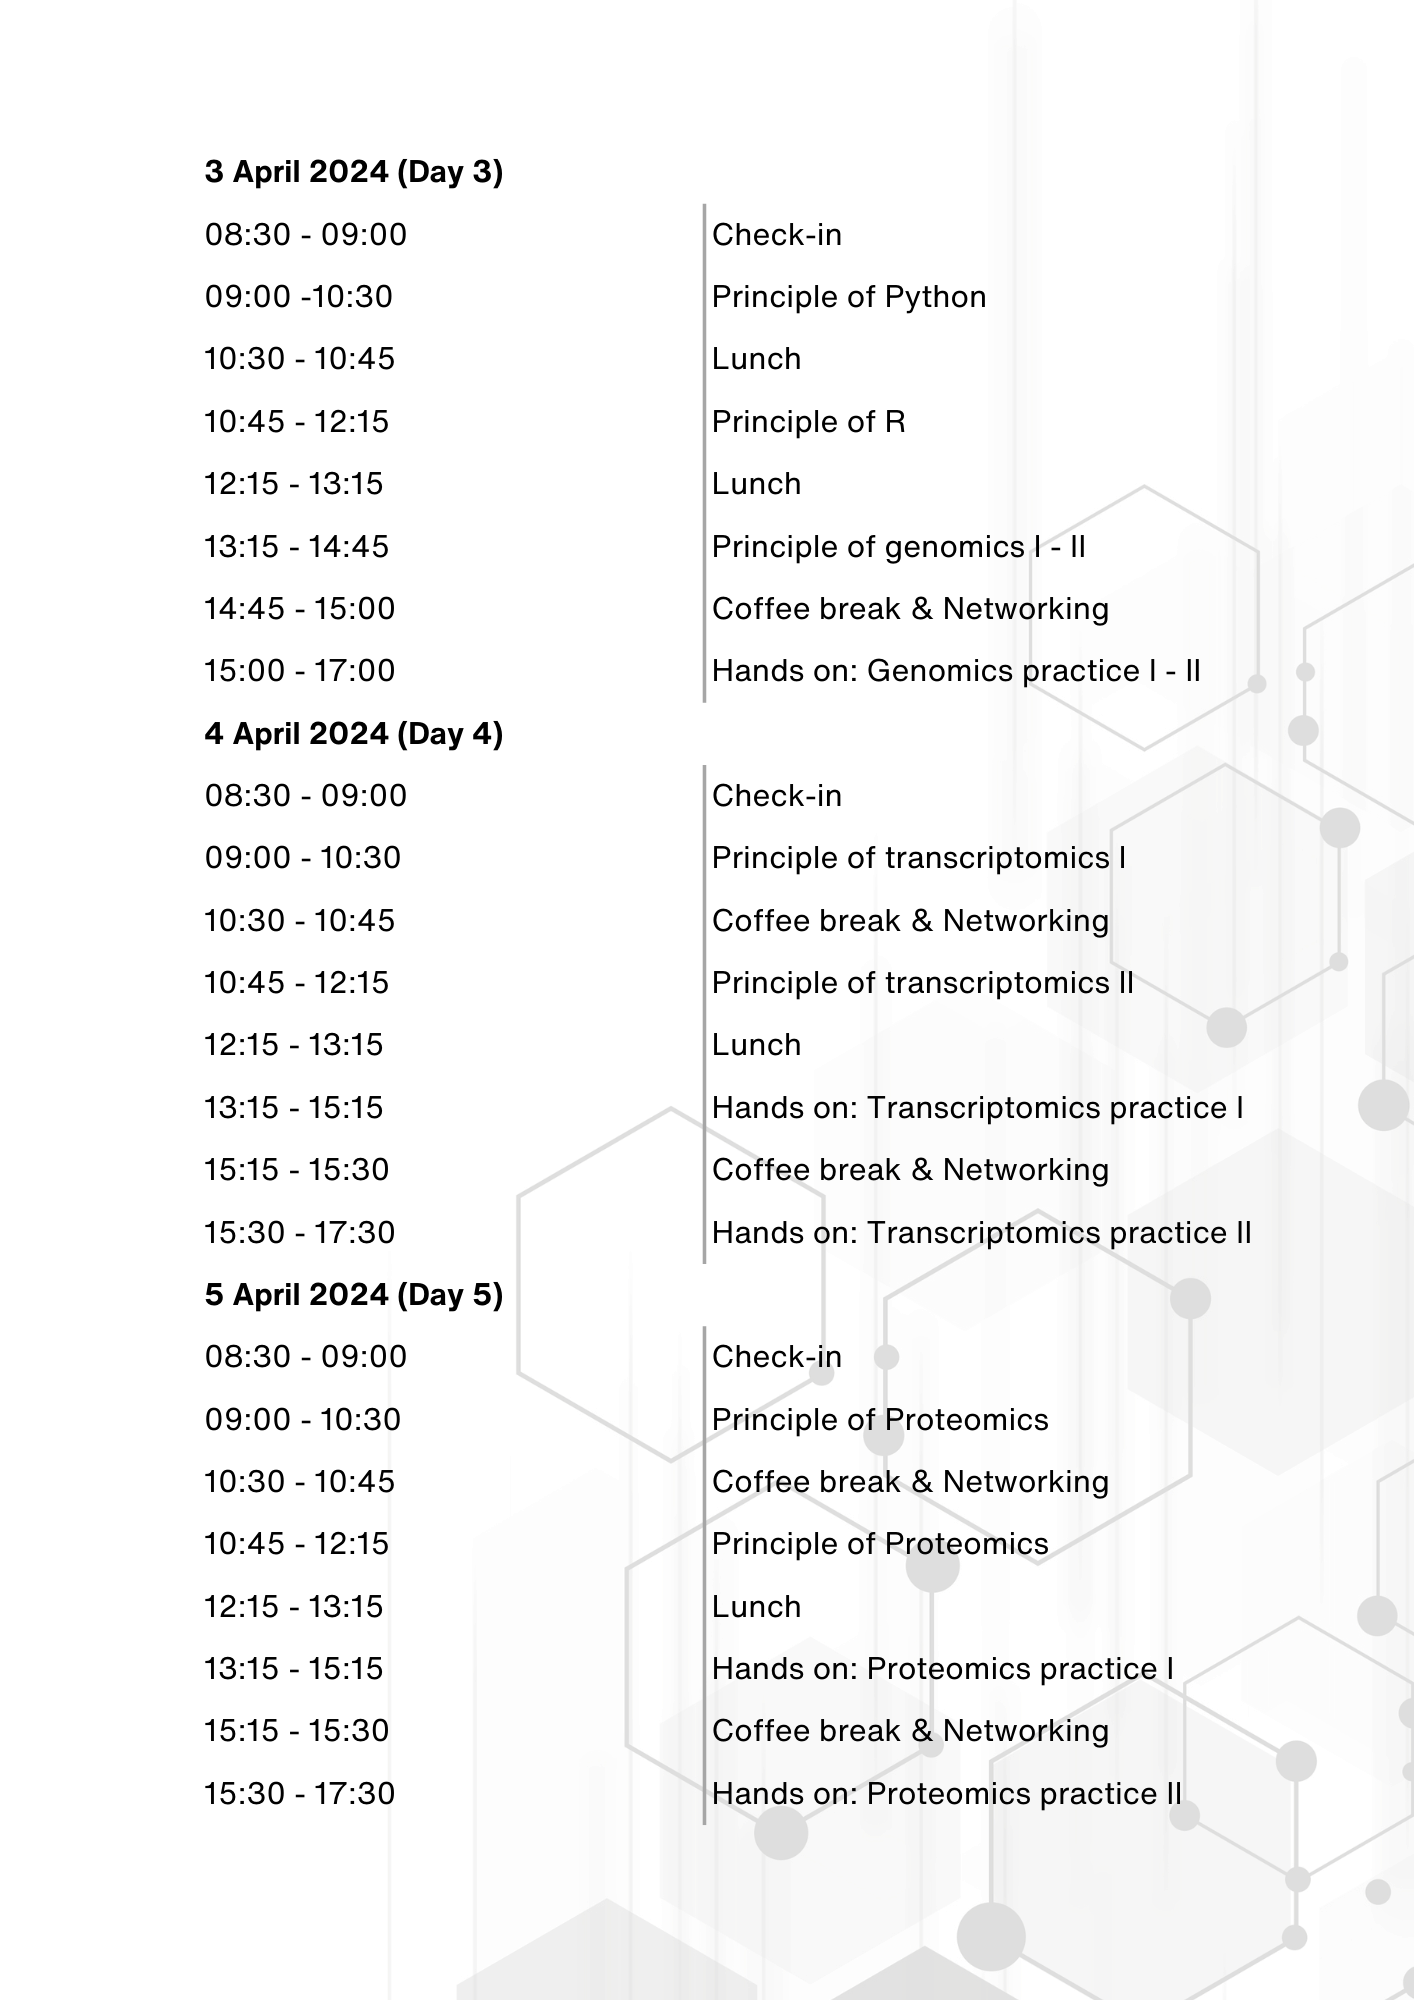 3 April 2024 (Day 3)
08:30 - 09:00 Check-in
09:00 -10:30 Principle of Python
10:30 - 10:45 Lunch
10:45 - 12:15 Principle of R
12:15 - 13:15 Lunch
13:15 - 14:45 Principle of genomics I - II
14:45 - 15:00 Coffee break & Networking
15:00 - 17:00 Hands on: Genomics practice I - II
4 April 2024 (Day 4)
08:30 - 09:00 Check-in
09:00 - 10:30 Principle of transcriptomics I
10:30 - 10:45 Coffee break & Networking
10:45 - 12:15 Principle of transcriptomics II
12:15 - 13:15 Lunch
13:15 - 15:15 Hands on: Transcriptomics practice I
15:15 - 15:30 Coffee break & Networking
15:30 - 17:30 Hands on: Transcriptomics practice II
5 April 2024 (Day 5)
08:30 - 09:00 Check-in
09:00 - 10:30 Principle of Proteomics
10:30 - 10:45 Coffee break & Networking
10:45 - 12:15 Principle of Proteomics
12:15 - 13:15 Lunch
13:15 - 15:15 Hands on: Proteomics practice I
15:15 - 15:30 Coffee break & Networking
15:30 - 17:30 Hands on: Proteomics practice II